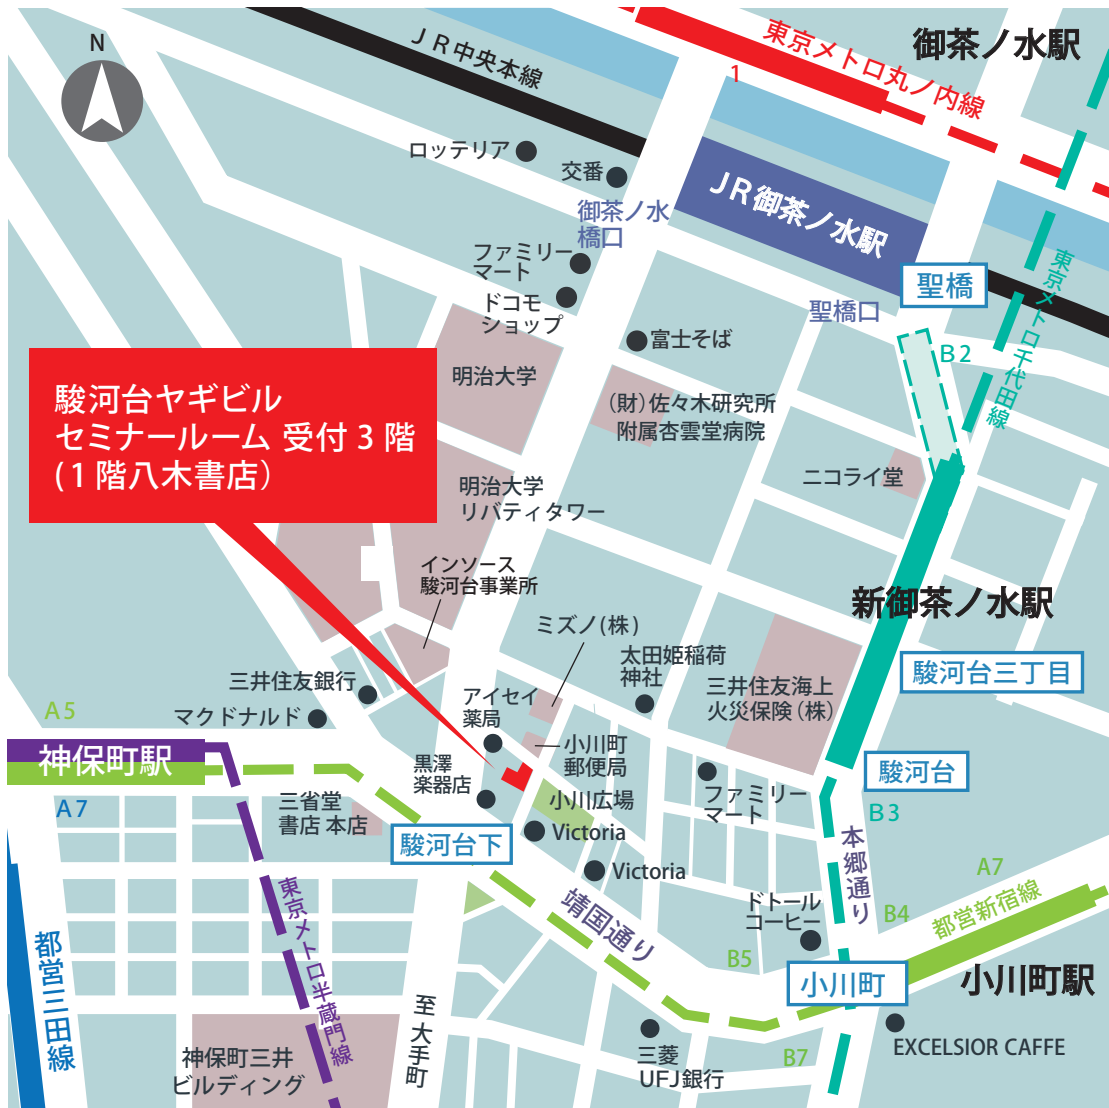 N
JR中央本線
東京メトロ丸ノ内線
1
御茶ノ水駅
ロッテリア
交番
JR御茶ノ水駅
御茶ノ水
橋口
ファミリー
マート
ドコモ
ショップ
聖橋
聖橋口
東京メトロ千代田線
B2
富士そば
明治大学
(財)佐々木研究所
附属杏雲堂病院
駿河台ヤギビル
セミナールーム 受付3階
(1階八木書店)
ニコライ堂
明治大学
リバティタワー
インソース
駿河台事業所
新御茶ノ水駅
ミズノ(株)
太田姫稲荷
神社
駿河台三丁目
三井住友銀行
マクドナルド
アイセイ
薬局
三井住友海上
火災保険(株)
A5
神保町駅
A7
小川町
郵便局
黒澤
楽器店
駿河台
三省堂
書店 本店
小川広場
ファミリー
マート
B3
駿河台下
Victoria
Victoria
本郷通り
A7
東京メトロ半蔵門線
靖国通り
ドトール
コーヒー
B4
都営新宿線
都営三田線
B5
小川町
小川町駅
至 大手町
神保町三井
ビルディング
三菱
UFJ銀行
B7
EXCELSIOR CAFFE